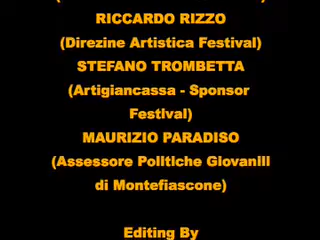 RICCARDO RIZZO
(Direzine Artistica Festival)
STEFANO TROMBETTA
(Artigiancassa - Sponsor
Festival)
MAURIZIO PARADISO
(Assessore Politiche Giovanili
di Montefiascone)
Editing By